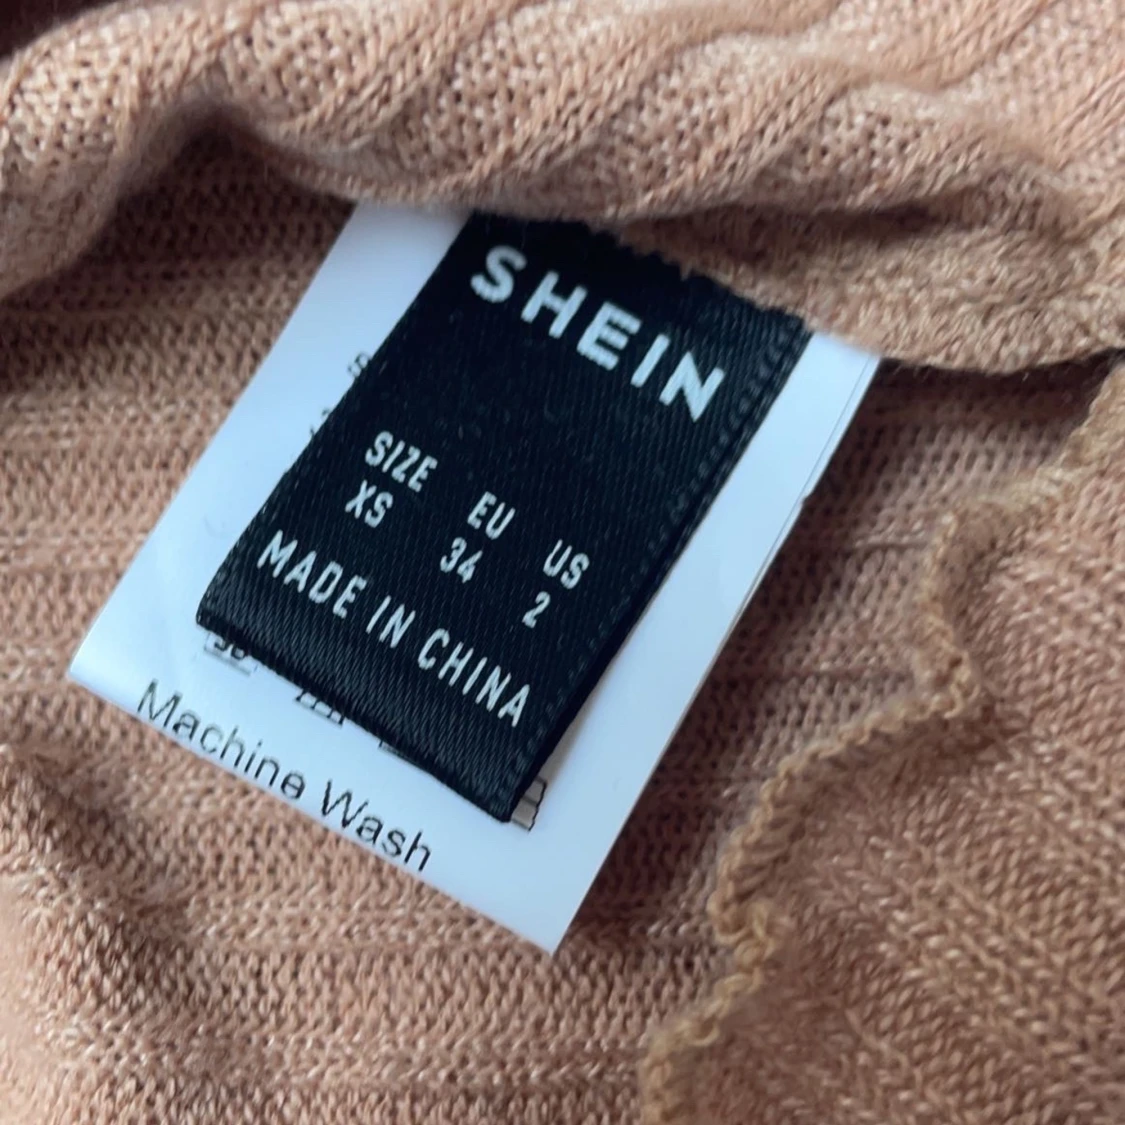 SHEIN
SIZE EU US
XS 34 2
MADE IN CHINA
Machine Wash